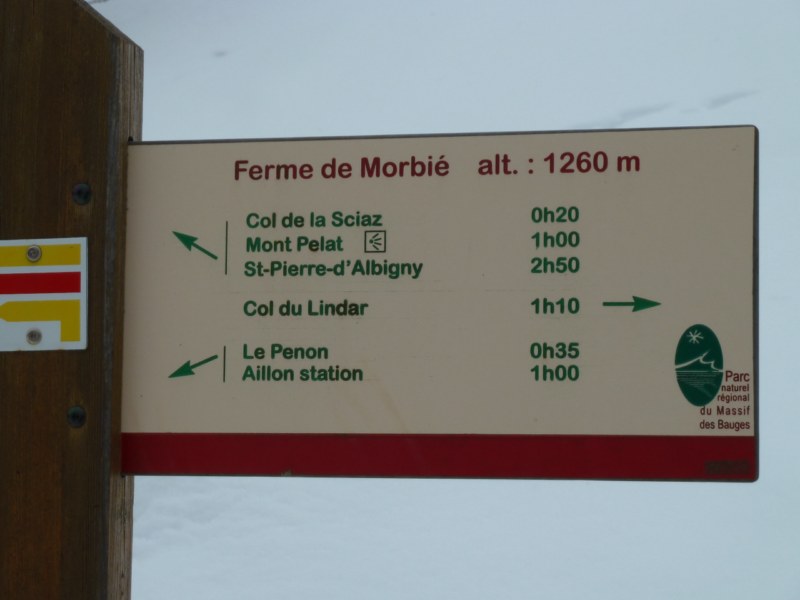 Ferme de Morbié alt. : 1260 m
Col de la Sciaz 0h20
Mont Pelat 1h00
St-Pierre-d'Albigny 2h50
Col du Lindar 1h10
Le Penon 0h35
Aillon station 1h00
Parc
naturel
régional
du Massif
des Bauges